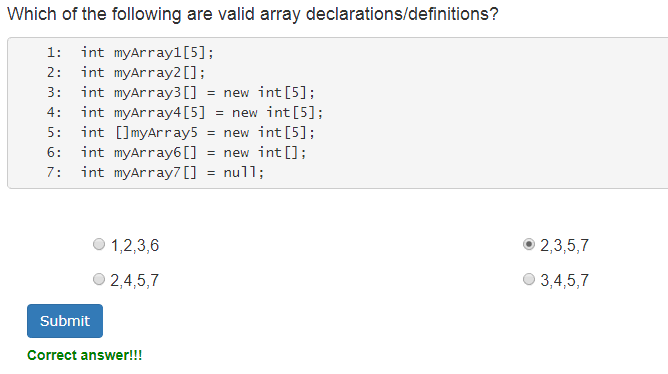 Which of the following are valid array declarations/definitions?
1: int myArray1[5];
2: int myArray2[];
3: int myArray3[] = new int[5];
4: int myArray4[5] = new int[5];
5: int []myArray5 = new int[5];
6: int myArray6[] = new int[];
7: int myArray7[] = null;
1,2,3,6
2,3,5,7
2,4,5,7
3,4,5,7
Submit
Correct answer!!!